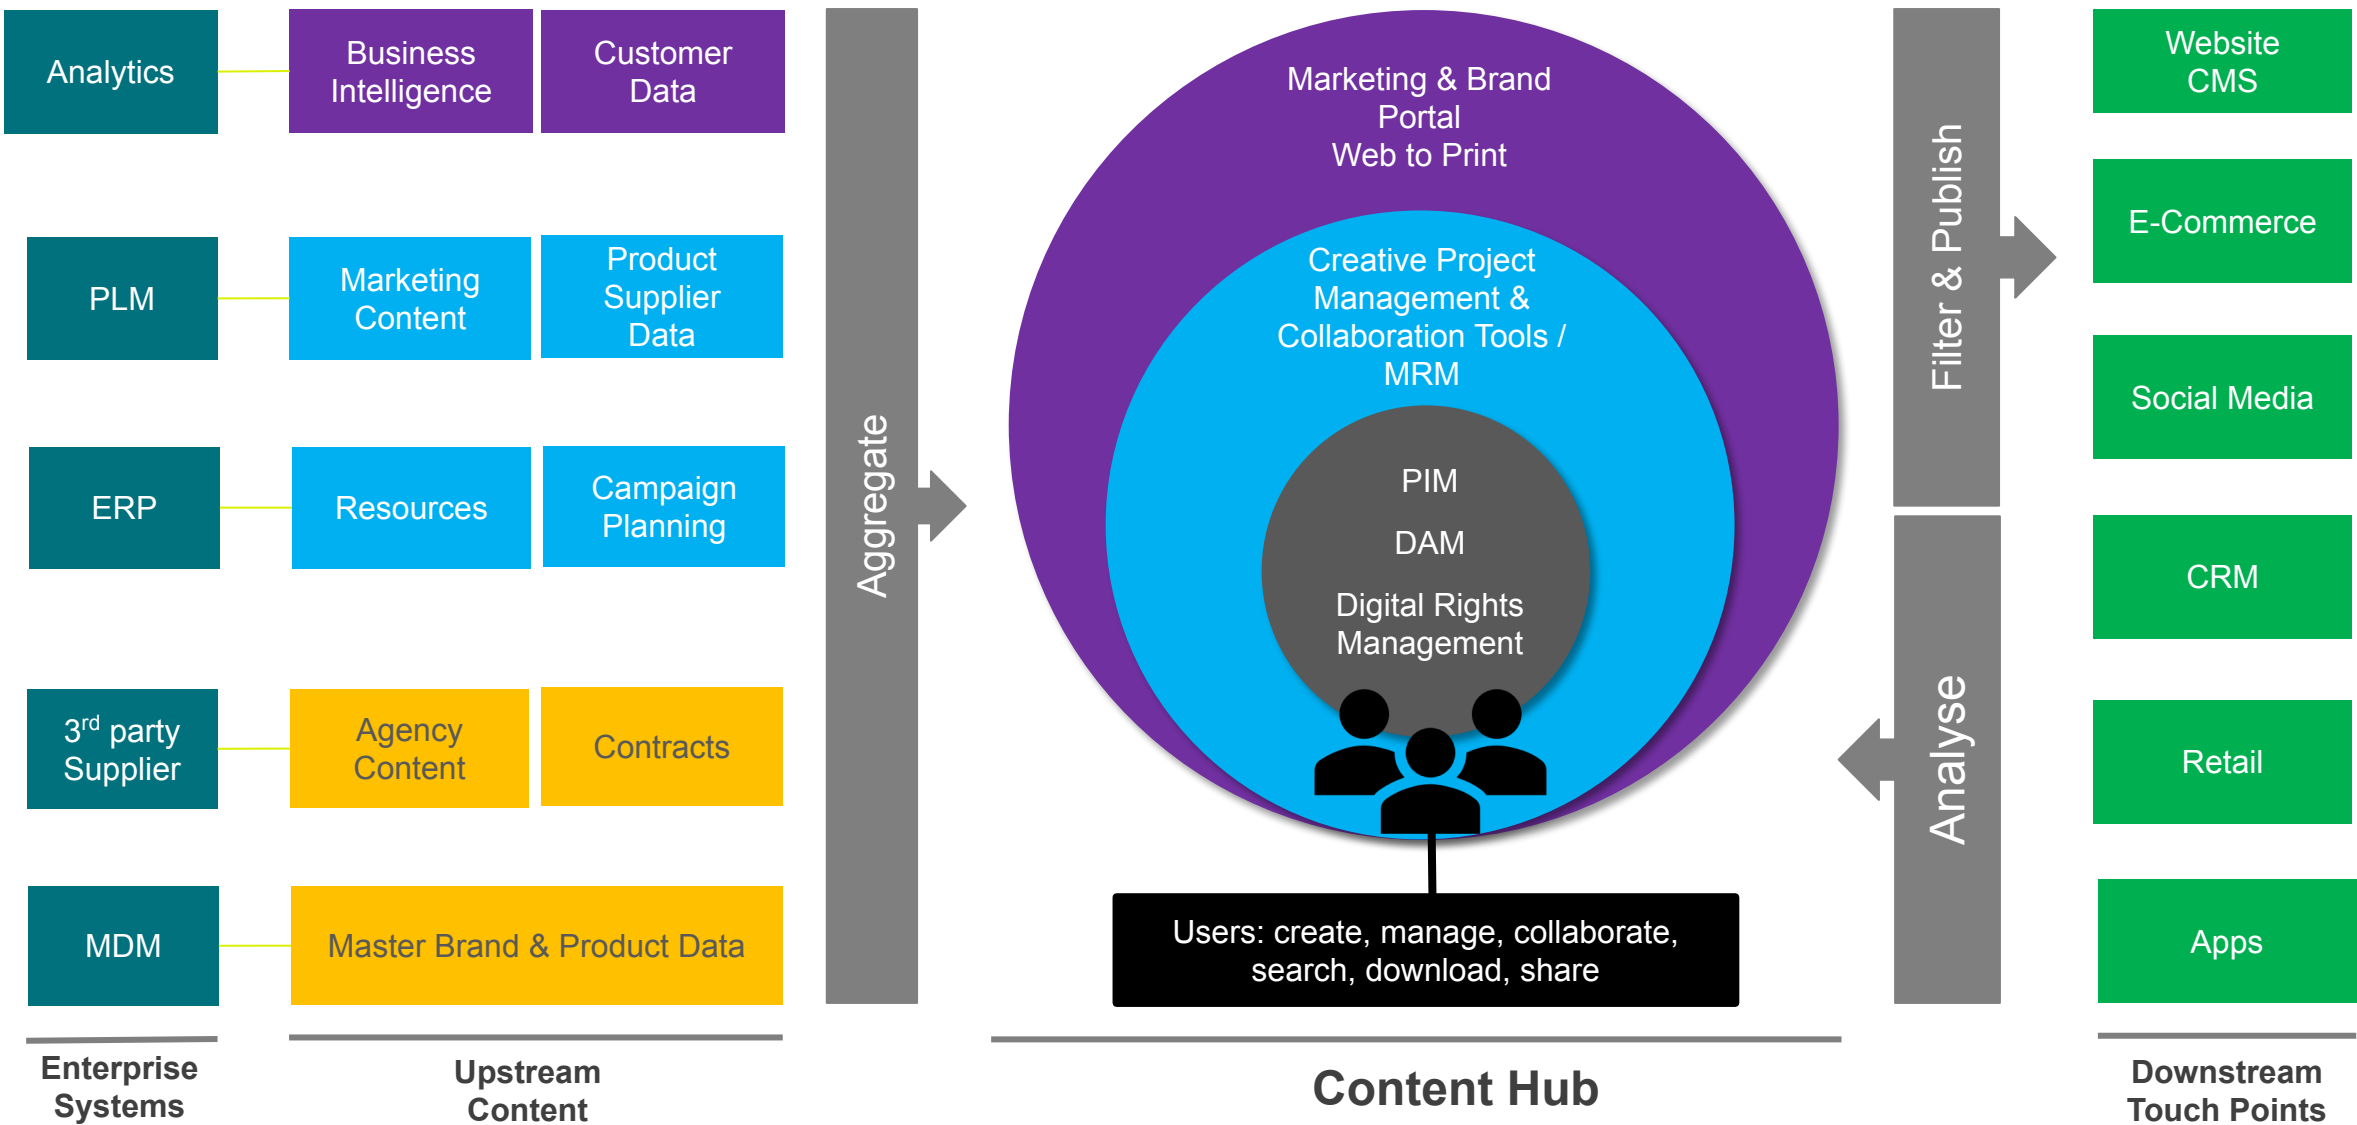 Analytics
Business
Intelligence
Customer
Data
PLM
Marketing
Content
Product
Supplier
Data
ERP
Resources
Campaign
Planning
3rd party
Supplier
Agency
Content
Contracts
MDM
Master Brand & Product Data
Enterprise
Systems
Upstream
Content
Aggregate
Marketing & Brand
Portal
Web to Print
Creative Project
Management &
Collaboration Tools /
MRM
PIM
DAM
Digital Rights
Management
Users: create, manage, collaborate,
search, download, share
Content Hub
Filter & Publish
Analyse
Website
CMS
E-Commerce
Social Media
CRM
Retail
Apps
Downstream
Touch Points